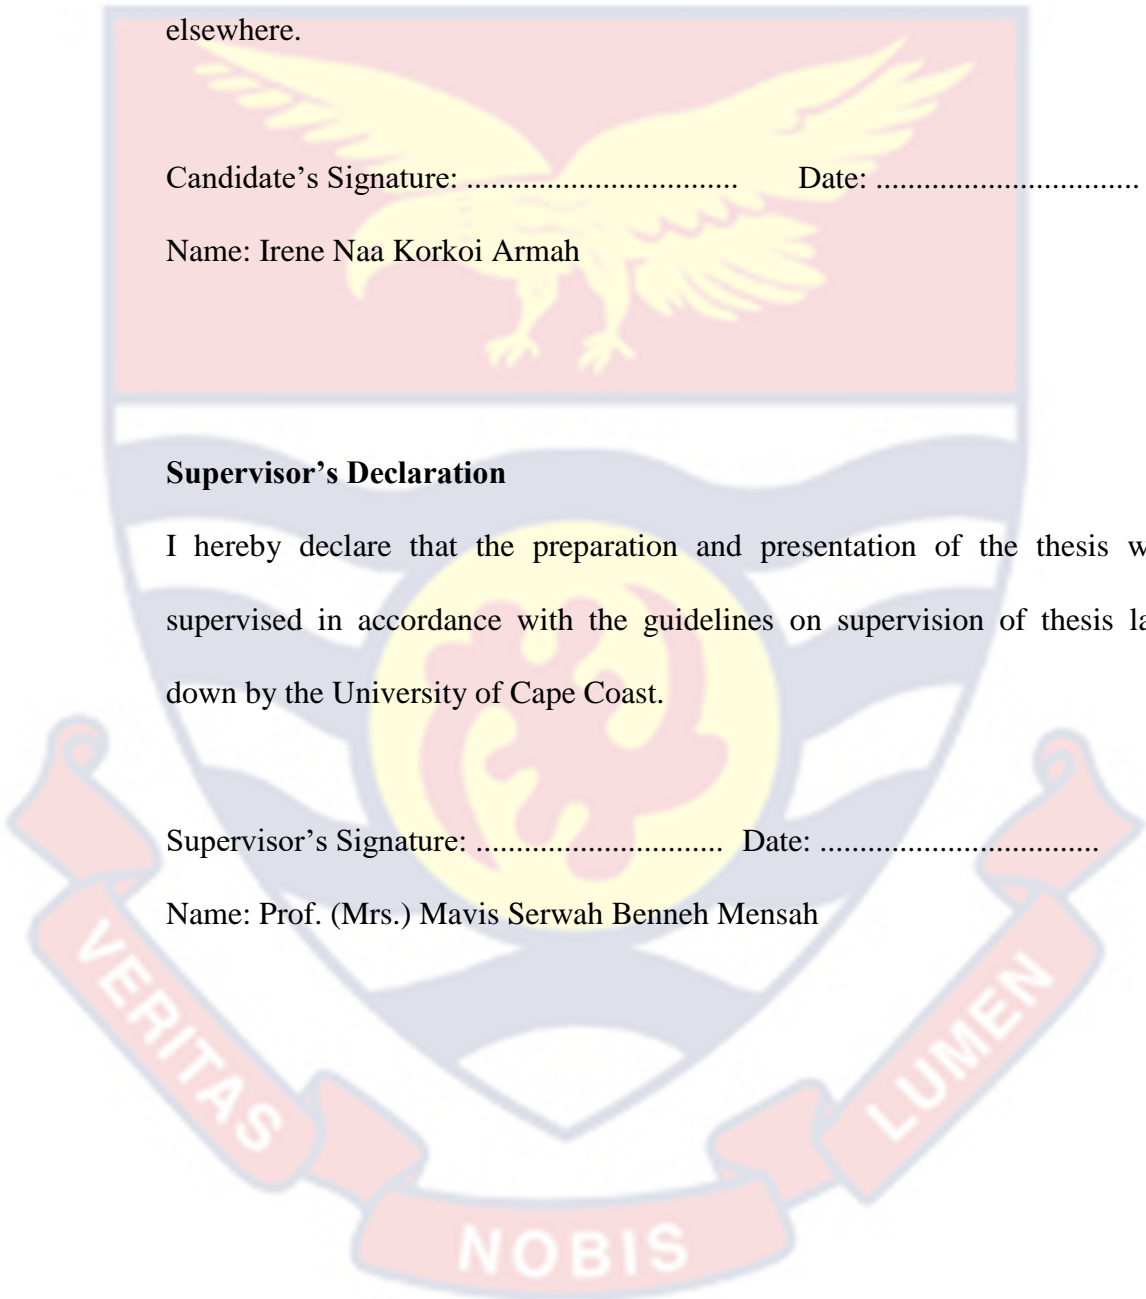 elsewhere.
Candidate's Signature: .................................. Date: .................................
Name: Irene Naa Korkoi Armah
Supervisor's Declaration
I hereby declare that the preparation and presentation of the thesis w
supervised in accordance with the guidelines on supervision of thesis la
down by the University of Cape Coast.
Supervisor's Signature: ............................... Date: ...................................
Name: Prof. (Mrs.) Mavis Serwah Benneh Mensah
VERITAS
NOBIS
LUMEN